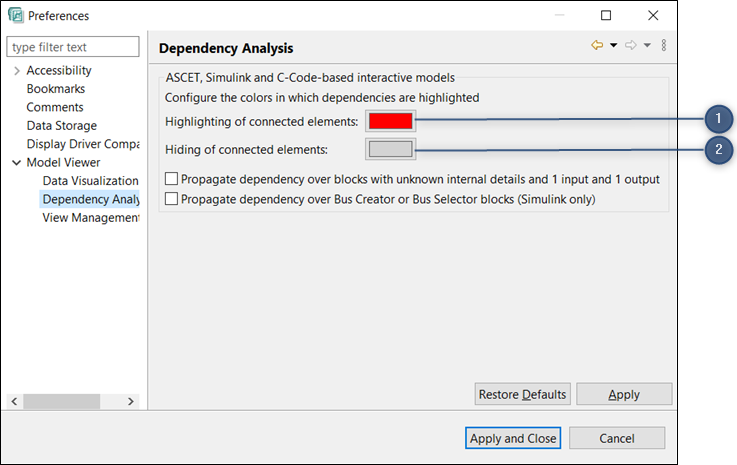 Preferences
type filter text
Accessibility
Bookmarks
Comments
Data Storage
Display Driver Compa
Model Viewer
Data Visualization
Dependency Analy
View Management
Dependency Analysis
ASCET, Simulink and C-Code-based interactive models
Configure the colors in which dependencies are highlighted
Highlighting of connected elements:
1
Hiding of connected elements:
2
Propagate dependency over blocks with unknown internal details and 1 input and 1 output
Propagate dependency over Bus Creator or Bus Selector blocks (Simulink only)
Restore Defaults
Apply
Apply and Close
Cancel